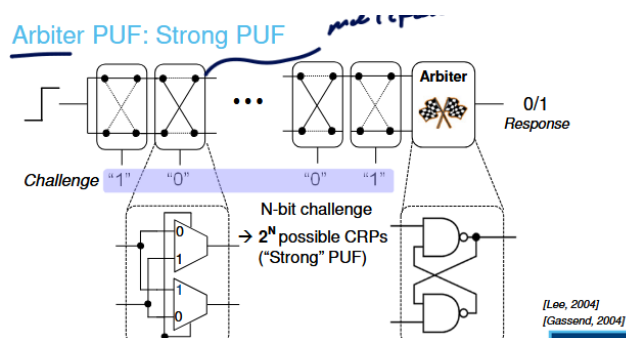 Arbiter PUF: Strong PUF
Arbiter
0/1
Response
Challenge "1" "0" "0" "1"
N-bit challenge
→ 2^N possible CRPs
("Strong" PUF)
0
1
1
0
[Lee, 2004]
[Gassend, 2004]